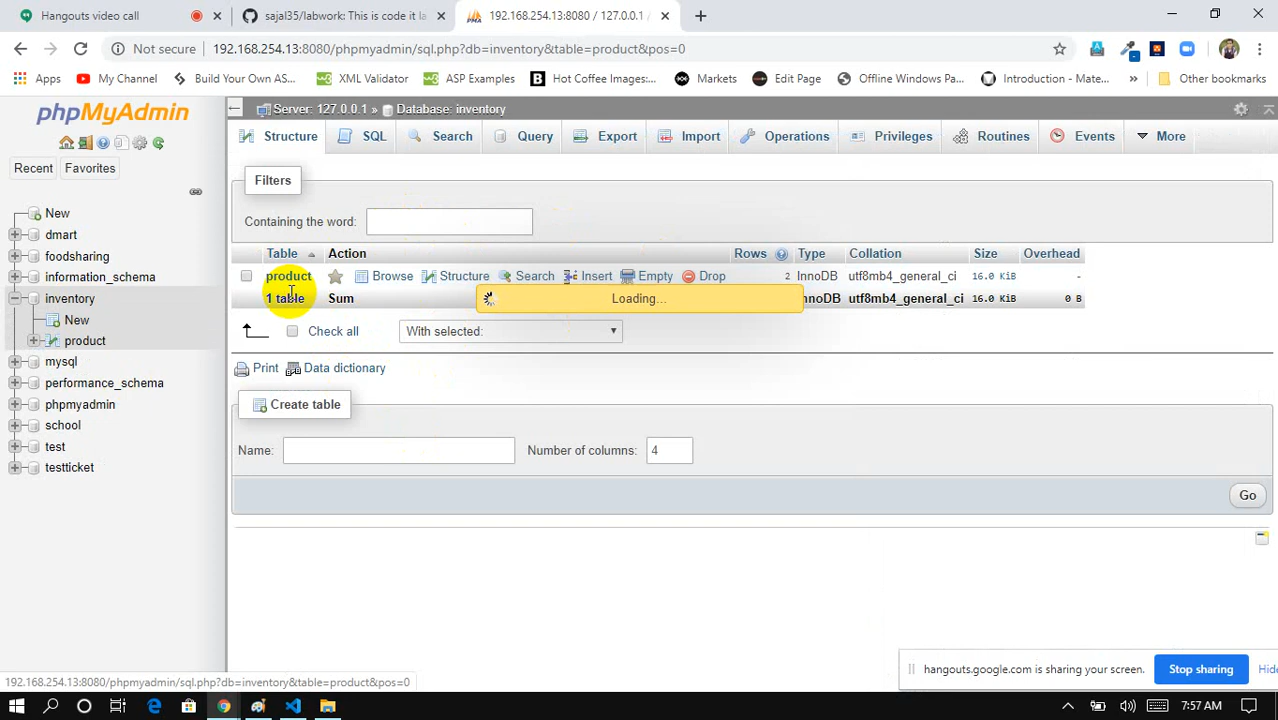 Hangouts video call
sajal35/labwork: This is code it la
192.168.254.13:8080 / 127.0.0.1
Not secure
192.168.254.13:8080/phpmyadmin/sql.php?db=inventory&table=product&pos=0
Apps
My Channel
Build Your Own AS...
XML Validator
ASP Examples
Hot Coffee Images:...
Markets
Edit Page
Offline Windows Pa...
Introduction - Mate...
Other bookmarks
phpMyAdmin
Recent
Favorites
New
dmart
foodsharing
information_schema
inventory
New
product
mysql
performance_schema
phpmyadmin
school
test
testticket
Server: 127.0.0.1 » Database: inventory
Structure
SQL
Search
Query
Export
Import
Operations
Privileges
Routines
Events
More
Filters
Containing the word:
Table Action Rows Type Collation Size Overhead
product Browse Structure Search Insert Empty Drop 2 InnoDB utf8mb4_general_ci 16.0 KiB -
1 table Sum Loading... nnoDB utf8mb4_general_ci 16.0 KiB 0 B
Check all
With selected:
Print
Data dictionary
Create table
Name:
Number of columns: 4
Go
hangouts.google.com is sharing your screen.
Stop sharing
Hide
192.168.254.13:8080/phpmyadmin/sql.php?db=inventory&table=product&pos=0
7:57 AM